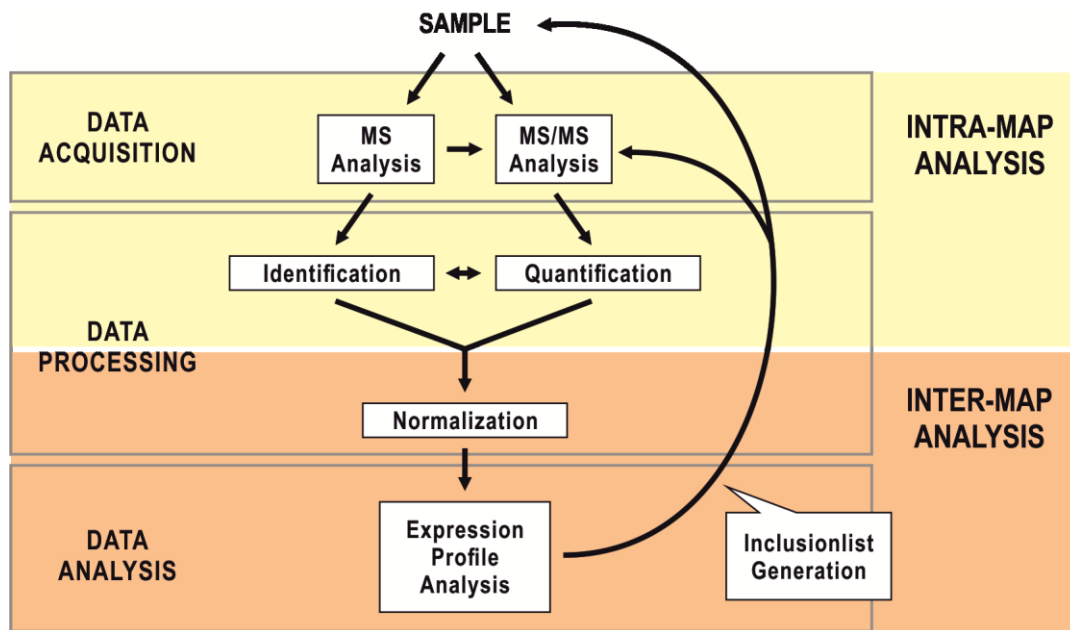 SAMPLE
DATA
ACQUISITION
MS
Analysis
MS/MS
Analysis
INTRA-MAP
ANALYSIS
Identification
Quantification
DATA
PROCESSING
Normalization
INTER-MAP
ANALYSIS
DATA
ANALYSIS
Expression
Profile
Analysis
Inclusionlist
Generation